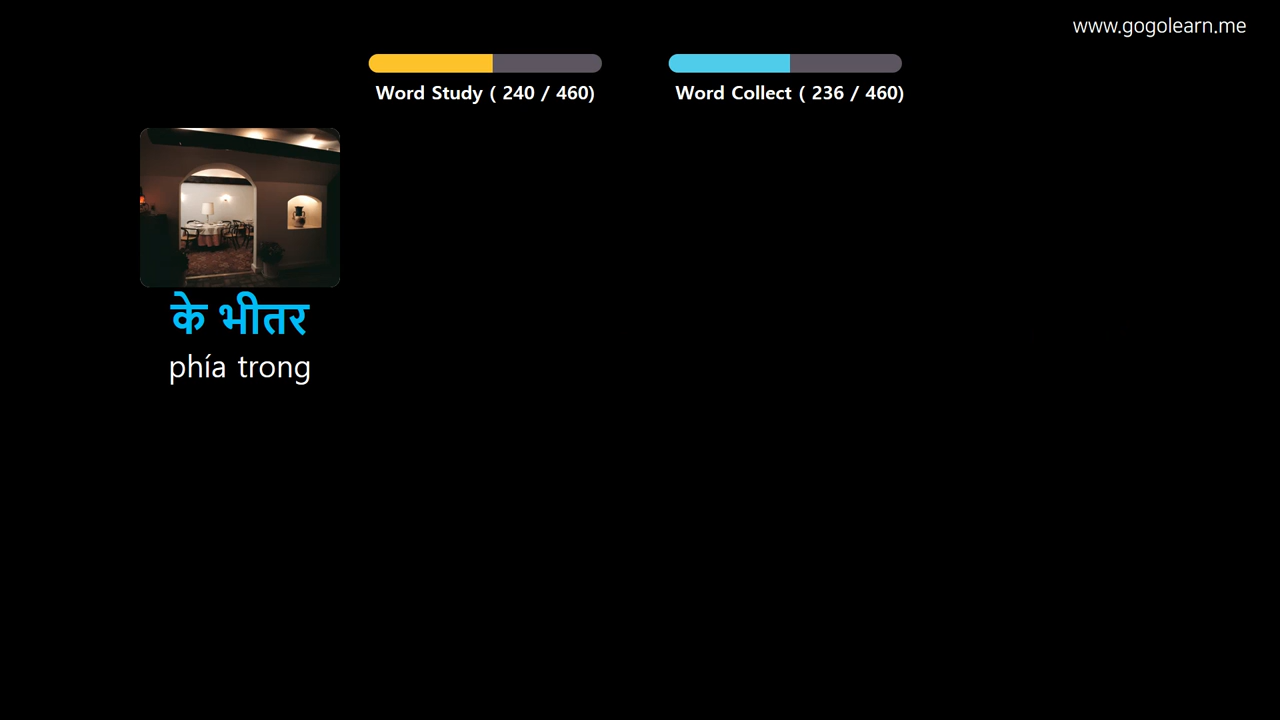 www.gogolearn.me
Word Study ( 240 / 460)
Word Collect ( 236 / 460)
के भीतर
phía trong